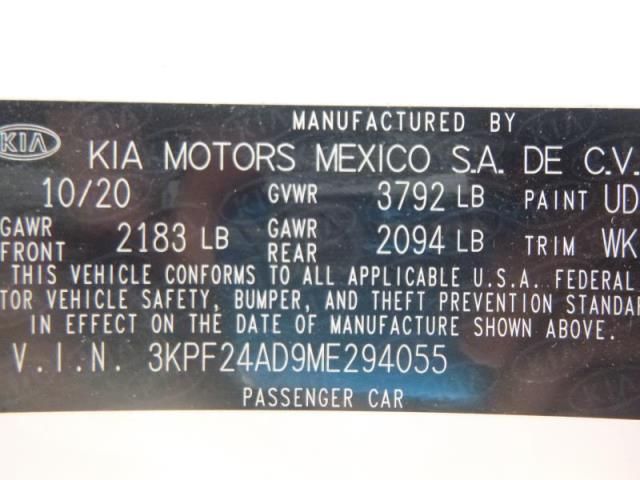 MANUFACTURED BY
KIA KIA MOTORS MEXICO S.A. DE C.V.
10/20 GVWR 3792 LB PAINT UD
GAWR FRONT 2183 LB GAWR REAR 2094 LB TRIM WK
THIS VEHICLE CONFORMS TO ALL APPLICABLE U.S.A. FEDERAL
TOR VEHICLE SAFETY, BUMPER, AND THEFT PREVENTION STANDAR
IN EFFECT ON THE DATE OF MANUFACTURE SHOWN ABOVE.
V.I.N. 3KPF24AD9ME294055
PASSENGER CAR